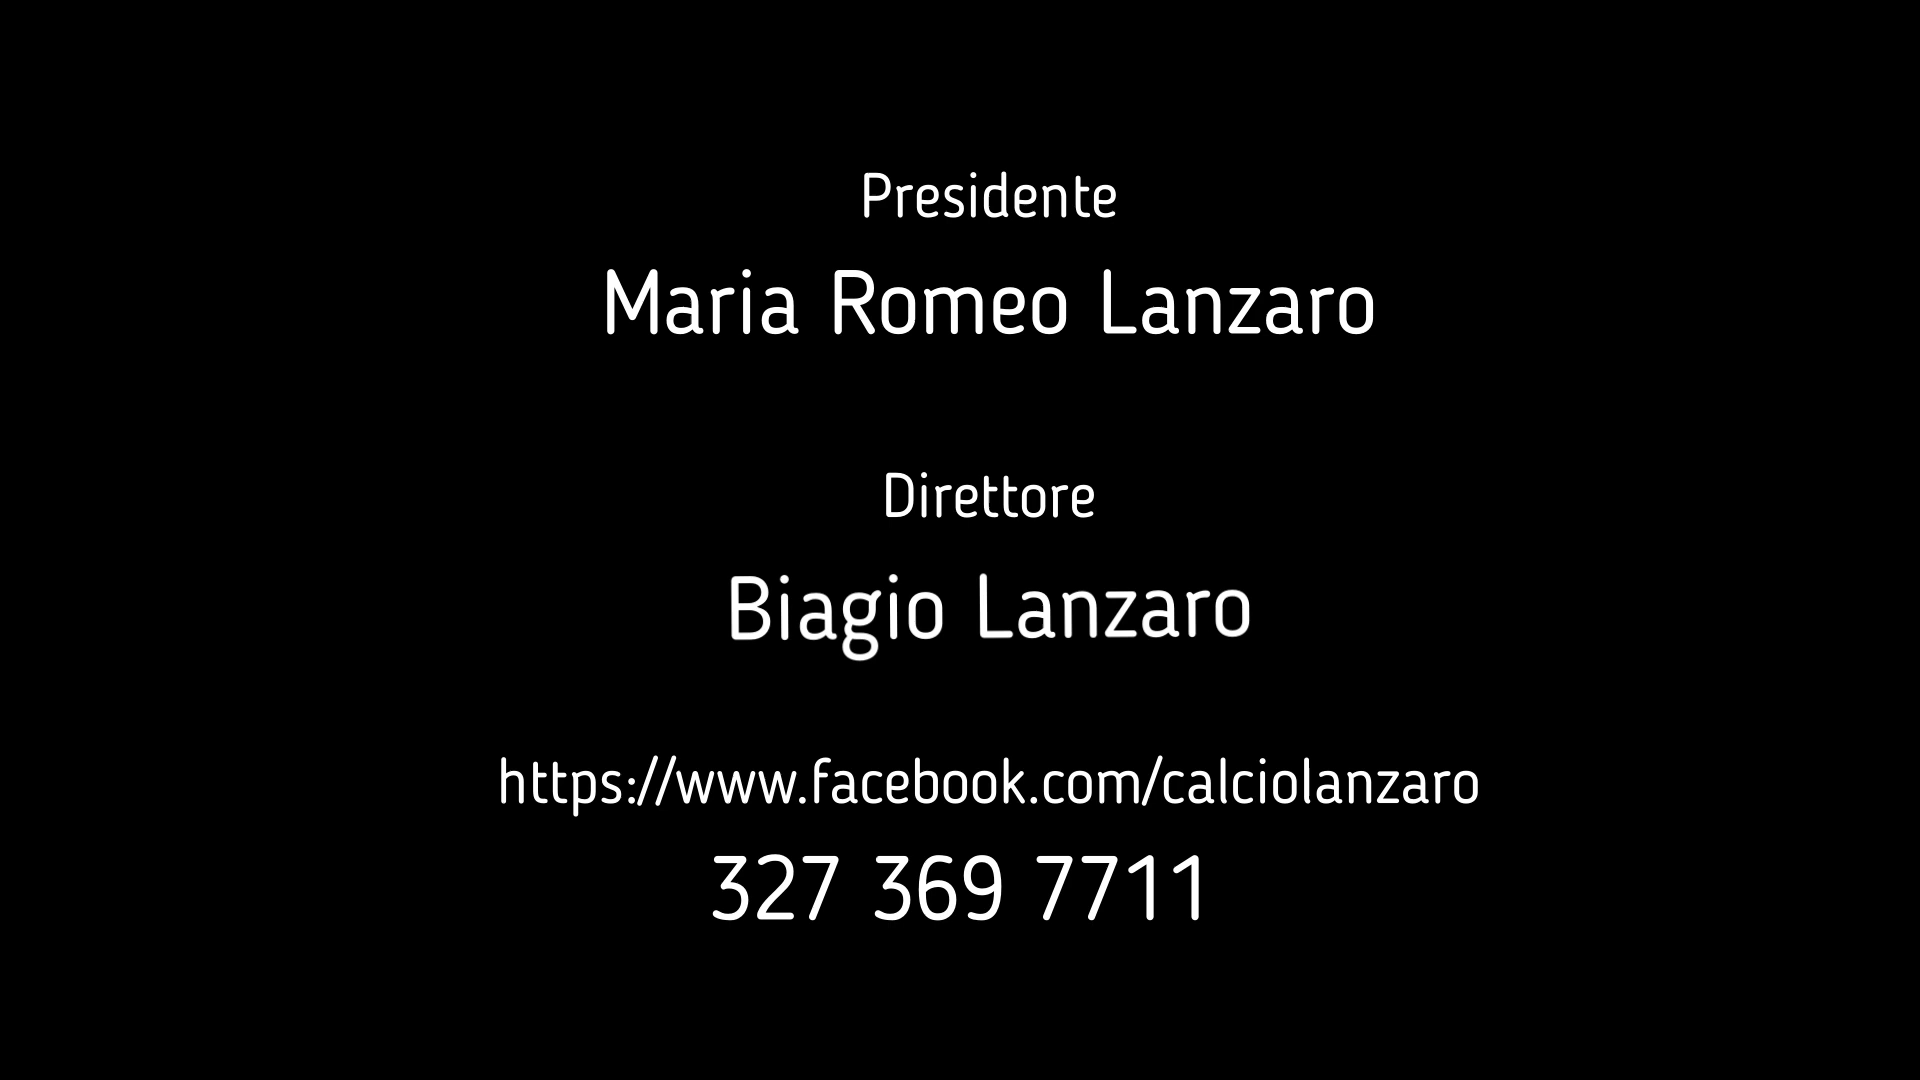 Presidente
Maria Romeo Lanzaro
Direttore
Biagio Lanzaro
https://www.facebook.com/calciolanzaro
327 369 7711